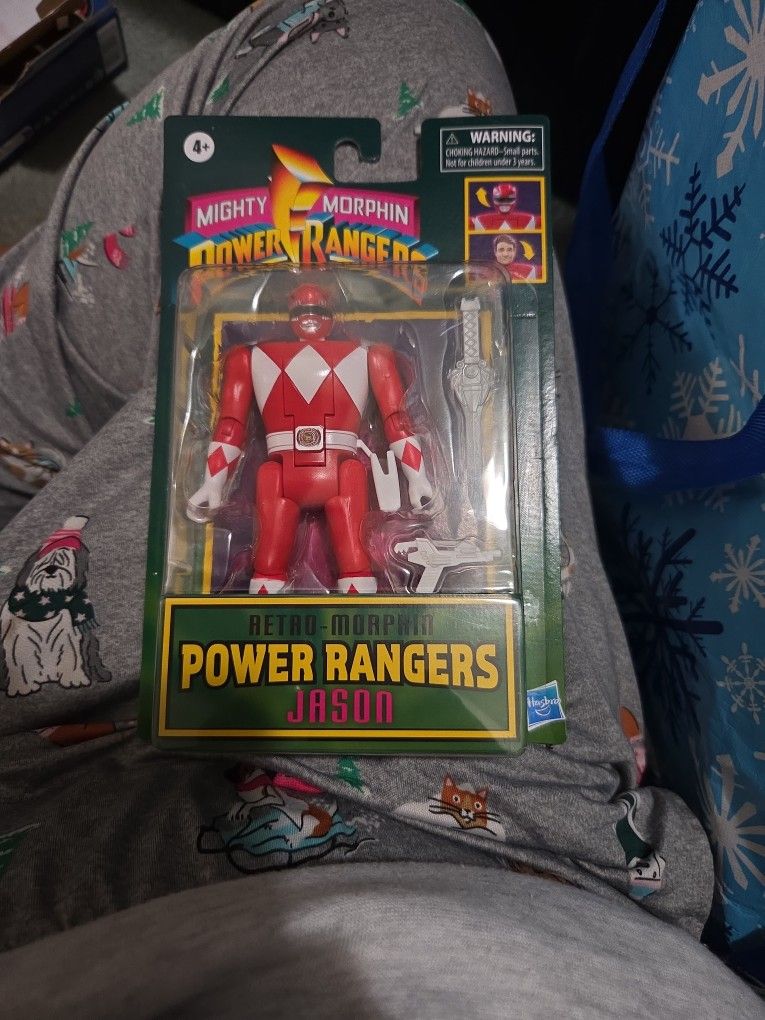 4+
WARNING:
CHOKING HAZARD–Small parts.
Not for children under 3 years.
MIGHTY MORPHIN
POWER RANGERS
RETRO-MORPHIN
POWER RANGERS
JASON
Hasbro